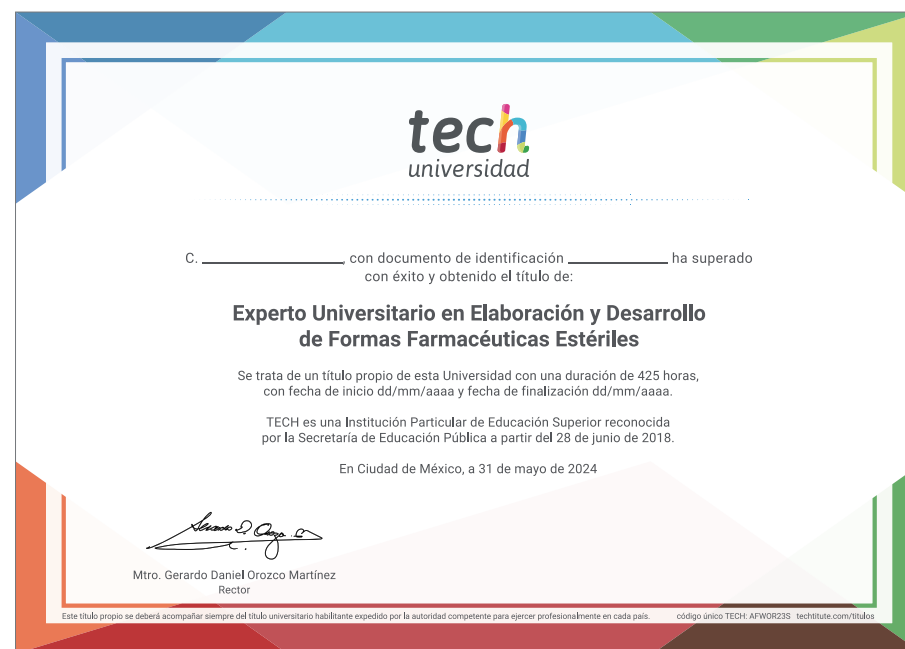 tech
universidad
C. ____________, con documento de identificación ____________ ha superado
con éxito y obtenido el título de:
Experto Universitario en Elaboración y Desarrollo
de Formas Farmacéuticas Estériles
Se trata de un título propio de esta Universidad con una duración de 425 horas,
con fecha de inicio dd/mm/aaaa y fecha de finalización dd/mm/aaaa.
TECH es una Institución Particular de Educación Superior reconocida
por la Secretaría de Educación Pública a partir del 28 de junio de 2018.
En Ciudad de México, a 31 de mayo de 2024
Mtro. Gerardo Daniel Orozco Martínez
Rector
Este título propio se deberá acompañar siempre del título universitario habilitante expedido por la autoridad competente para ejercer profesionalmente en cada país. código único TECH: AFWOR23S techtitute.com/titulos